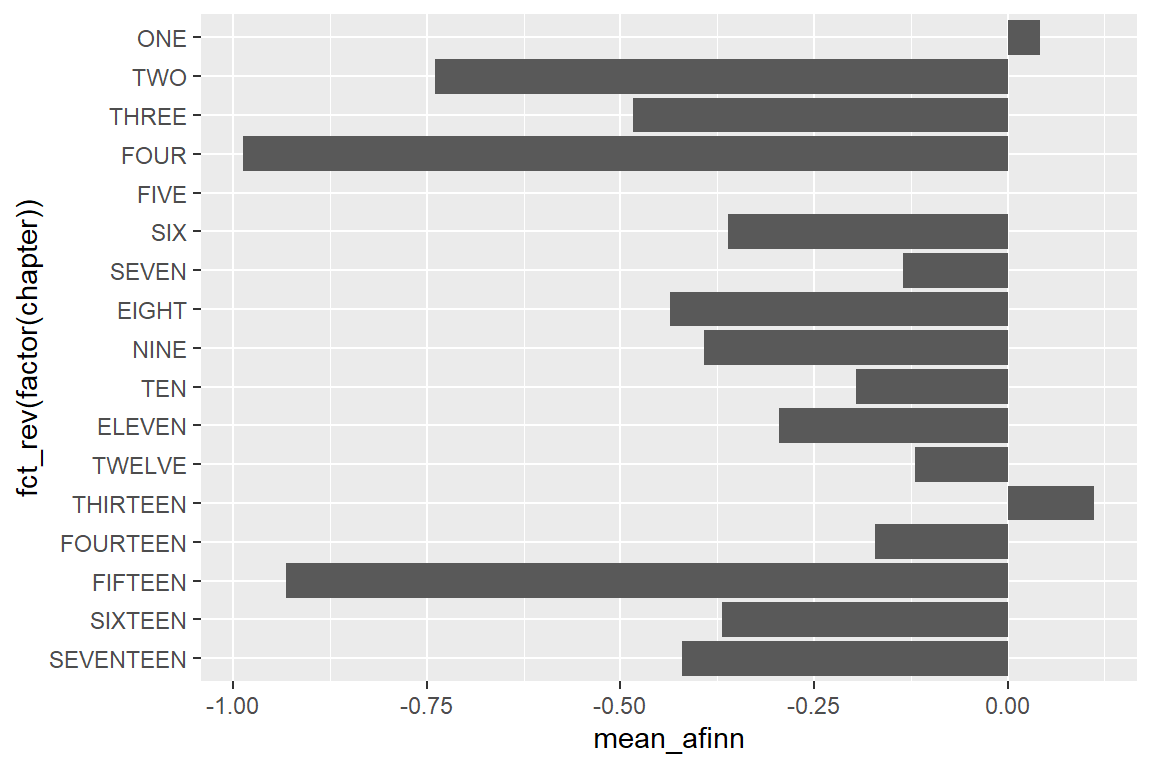 fct_rev(factor(chapter))
ONE
TWO
THREE
FOUR
FIVE
SIX
SEVEN
EIGHT
NINE
TEN
ELEVEN
TWELVE
THIRTEEN
FOURTEEN
FIFTEEN
SIXTEEN
SEVENTEEN
-1.00 -0.75 -0.50 -0.25 0.00
mean_afinn